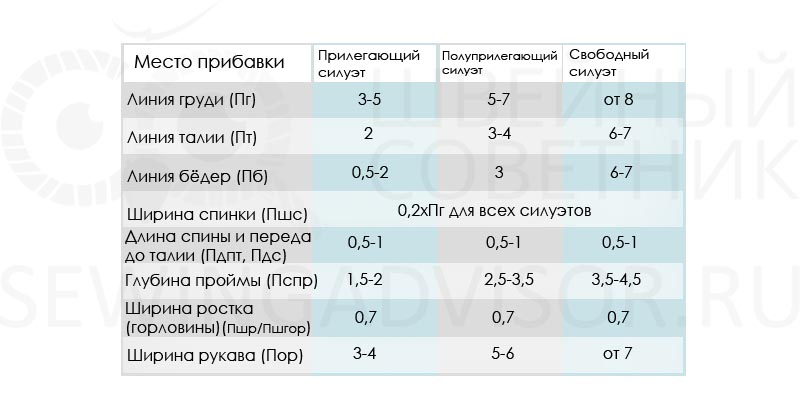 Место прибавки Прилегающий силуэт Полуприлегающий силуэт Свободный силуэт
Линия груди (Пг) 3-5 5-7 от 8
Линия талии (Пт) 2 3-4 6-7
Линия бёдер (Пб) 0,5-2 3 6-7
Ширина спинки (Пшс) 0,2хПг для всех силуэтов
Длина спины и переда
до талии (Пдпт, Пдс) 0,5-1 0,5-1 0,5-1
Глубина проймы (Пспр) 1,5-2 2,5-3,5 3,5-4,5
Ширина ростка
(горловины)(Пшр/Пшгор) 0,7 0,7 0,7
Ширина рукава (Пор) 3-4 5-6 от 7
ШВЕЙНЫЙ
СОВЕТНИК
SEWINGADVISOR.RU